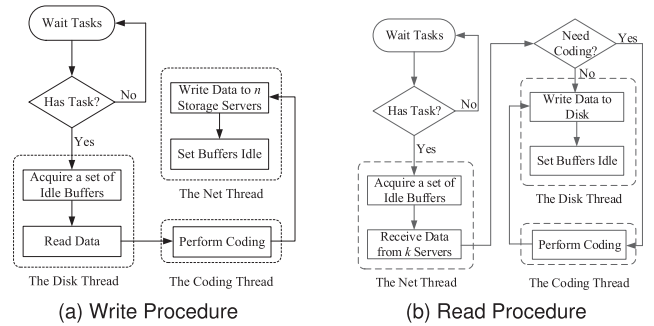 Wait Tasks
Has Task?
No
Yes
Acquire a set of
Idle Buffers
Read Data
The Disk Thread
Write Data to n
Storage Servers
Set Buffers Idle
The Net Thread
Perform Coding
The Coding Thread
(a) Write Procedure
Wait Tasks
Has Task?
No
Yes
Acquire a set of
Idle Buffers
Receive Data
from k Servers
The Net Thread
Need
Coding?
Yes
No
Write Data to
Disk
Set Buffers Idle
The Disk Thread
Perform Coding
The Coding Thread
(b) Read Procedure